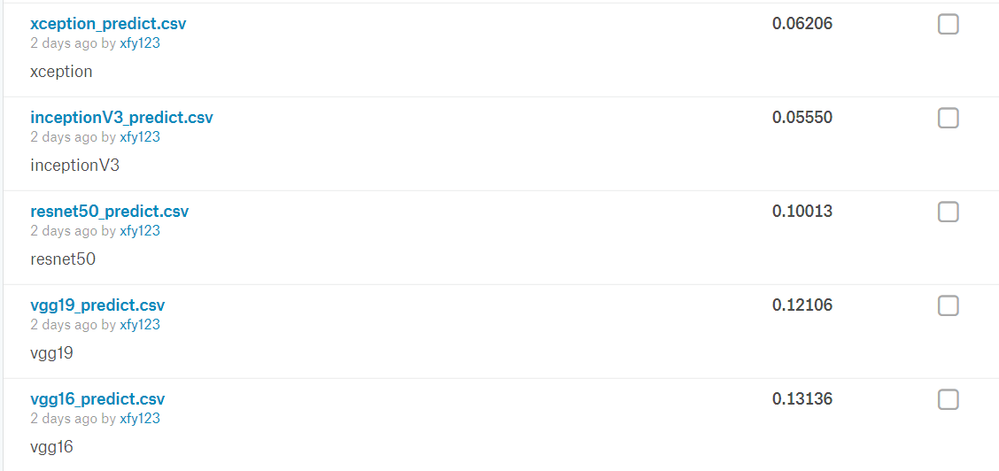 xception_predict.csv 0.06206
2 days ago by xfy123
xception
inceptionV3_predict.csv 0.05550
2 days ago by xfy123
inceptionV3
resnet50_predict.csv 0.10013
2 days ago by xfy123
resnet50
vgg19_predict.csv 0.12106
2 days ago by xfy123
vgg19
vgg16_predict.csv 0.13136
2 days ago by xfy123
vgg16